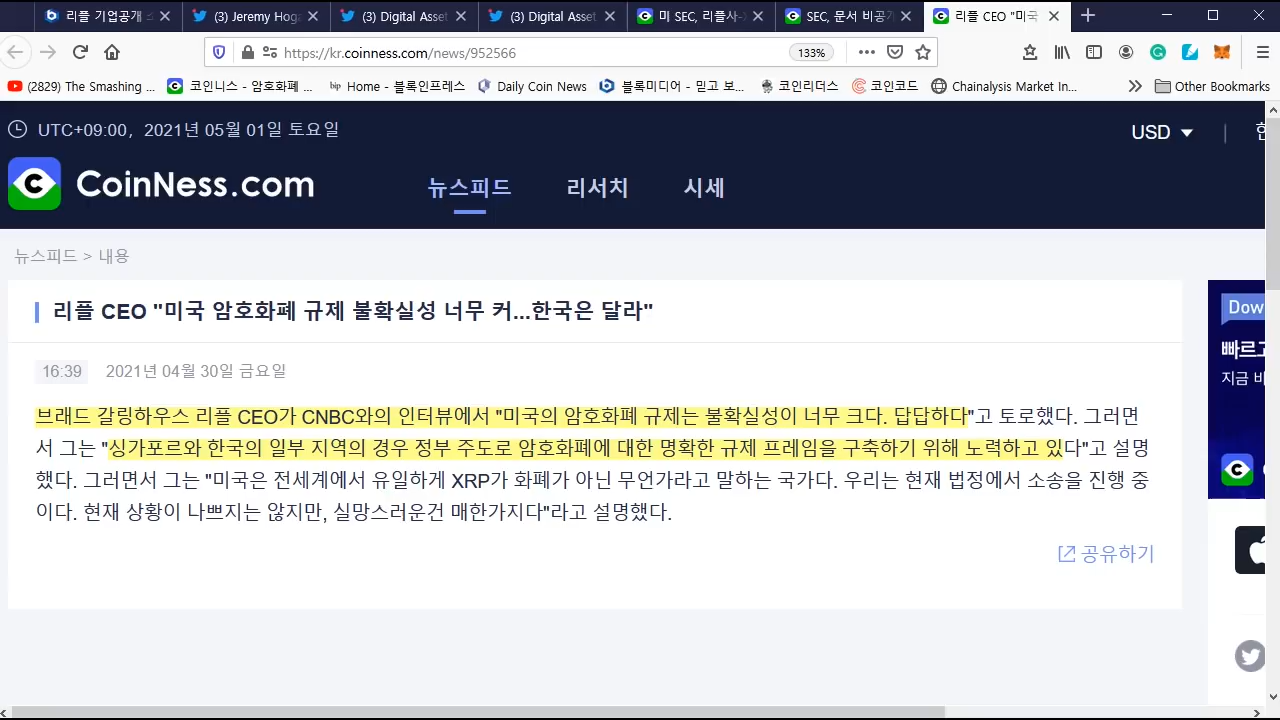 리플 기업공개
(3) Jeremy Hoga
(3) Digital Asset
(3) Digital Asset
미 SEC, 리플사-
SEC, 문서 비공기
리플 CEO "미국
https://kr.coinness.com/news/952566
133%
(2829) The Smashing ...
코인니스 - 암호화폐 ...
bip Home - 블록인프레스
Daily Coin News
블록미디어 - 믿고 보...
코인리더스
코인코드
Chainalysis Market In...
Other Bookmarks
UTC+09:00, 2021년 05월 01일 토요일
USD
CoinNess.com
뉴스피드 리서치 시세
뉴스피드 > 내용
리플 CEO "미국 암호화폐 규제 불확실성 너무 커...한국은 달라"
Dow
빠르고
지금 바
16:39 2021년 04월 30일 금요일
브래드 갈링하우스 리플 CEO가 CNBC와의 인터뷰에서 "미국의 암호화폐 규제는 불확실성이 너무 크다. 답답하다"고 토로했다. 그러면
서 그는 "싱가포르와 한국의 일부 지역의 경우 정부 주도로 암호화폐에 대한 명확한 규제 프레임을 구축하기 위해 노력하고 있다"고 설명
했다. 그러면서 그는 "미국은 전세계에서 유일하게 XRP가 화폐가 아닌 무언가라고 말하는 국가다. 우리는 현재 법정에서 소송을 진행 중
이다. 현재 상황이 나쁘지는 않지만, 실망스러운건 매한가지다"라고 설명했다.
공유하기